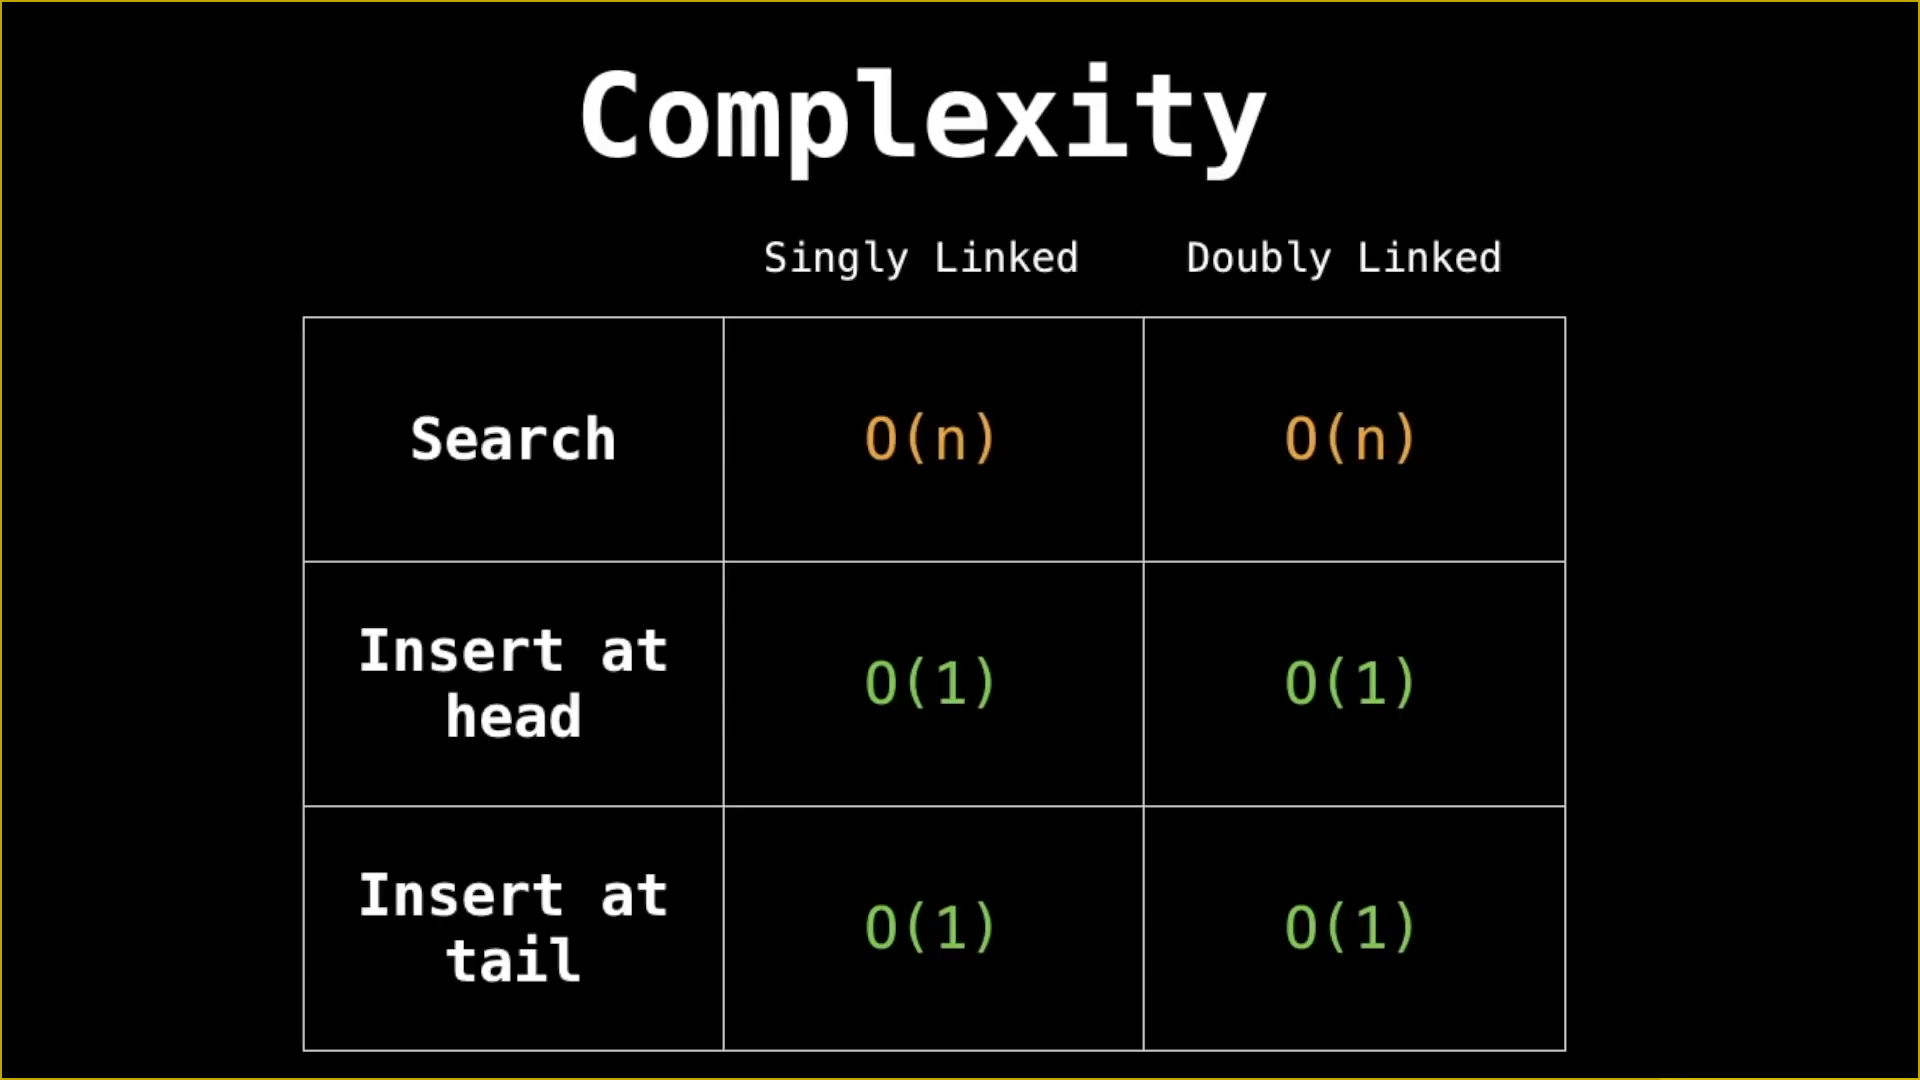 Complexity
Singly Linked Doubly Linked
Search O(n) O(n)
Insert at
head O(1) O(1)
Insert at
tail O(1) O(1)